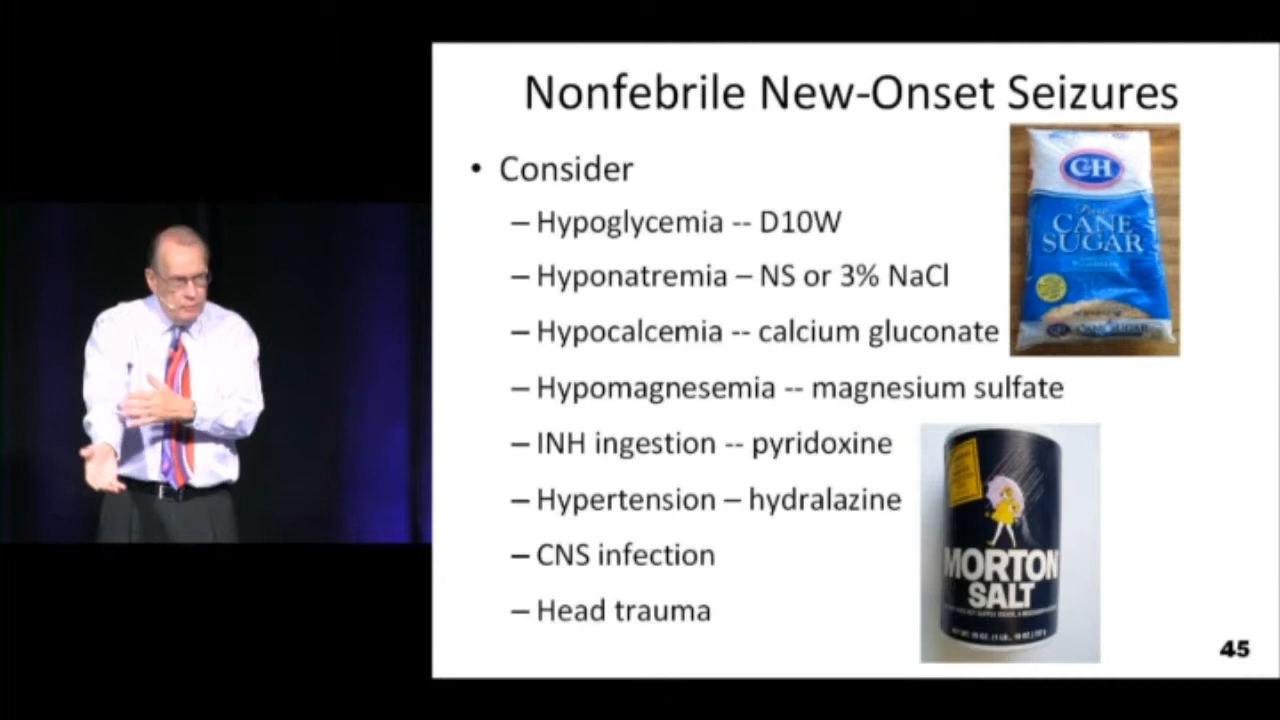 Nonfebrile New-Onset Seizures
• Consider
– Hypoglycemia -- D10W
– Hyponatremia – NS or 3% NaCl
– Hypocalcemia -- calcium gluconate
– Hypomagnesemia -- magnesium sulfate
– INH ingestion -- pyridoxine
– Hypertension – hydralazine
– CNS infection
– Head trauma
C&H
Pure
CANE
SUGAR
MORTON
SALT
45